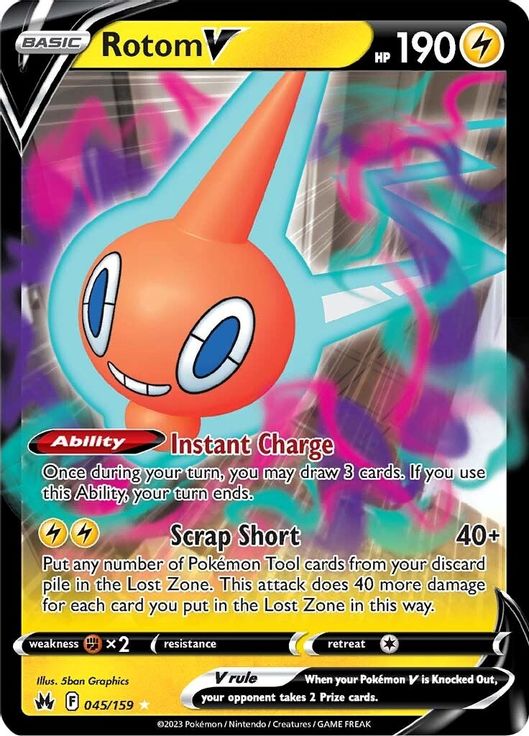 BASIC Rotom V HP 190
Ability Instant Charge
Once during your turn, you may draw 3 cards. If you use
this Ability, your turn ends.
Scrap Short 40+
Put any number of Pokémon Tool cards from your discard
pile in the Lost Zone. This attack does 40 more damage
for each card you put in the Lost Zone in this way.
weakness ×2 resistance retreat
Illus. 5ban Graphics
V rule When your Pokémon V is Knocked Out,
your opponent takes 2 Prize cards.
F 045/159
©2023 Pokémon / Nintendo / Creatures / GAME FREAK